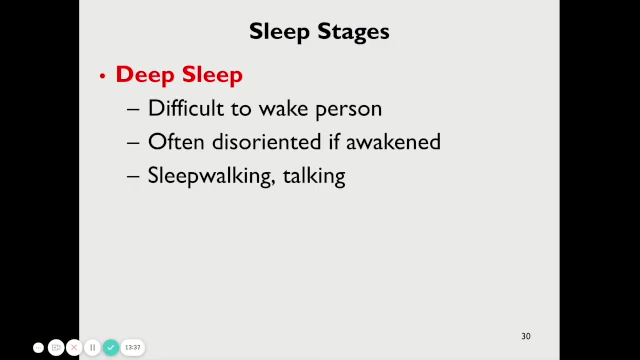 Sleep Stages
• Deep Sleep
– Difficult to wake person
– Often disoriented if awakened
– Sleepwalking, talking
30
13:37